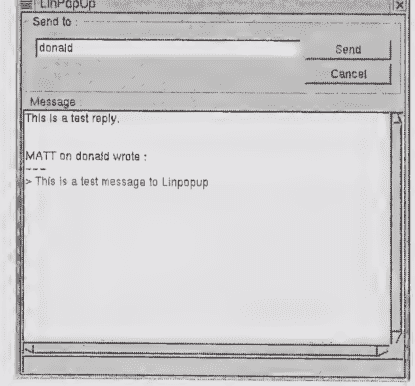 LinPopUp
Send to :
donald
Send
Cancel
Message
This is a test reply.
MATT on donald wrote :
---
> This is a test message to Linpopup